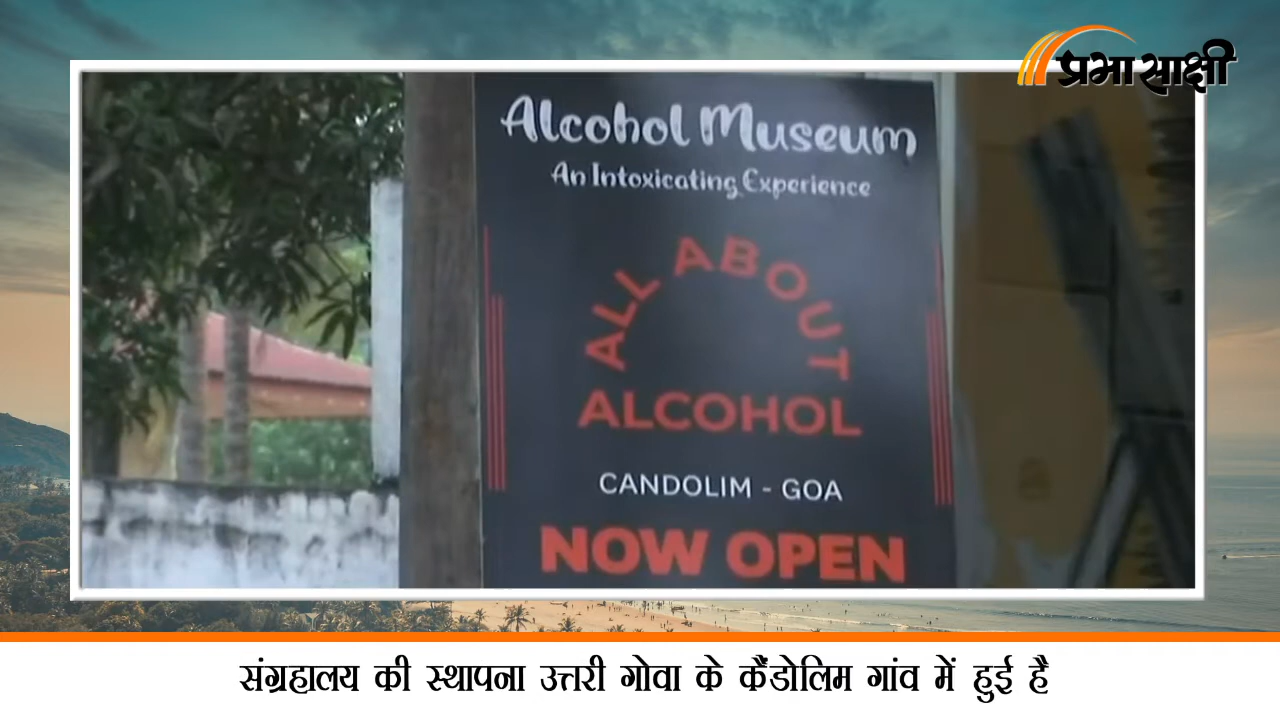 प्रभासाक्षी
Alcohol Museum
An Intoxicating Experience
ALL ABOUT
ALCOHOL
CANDOLIM - GOA
NOW OPEN
संग्रहालय की स्थापना उत्तरी गोवा के कैंडोलिम गांव में हुई है